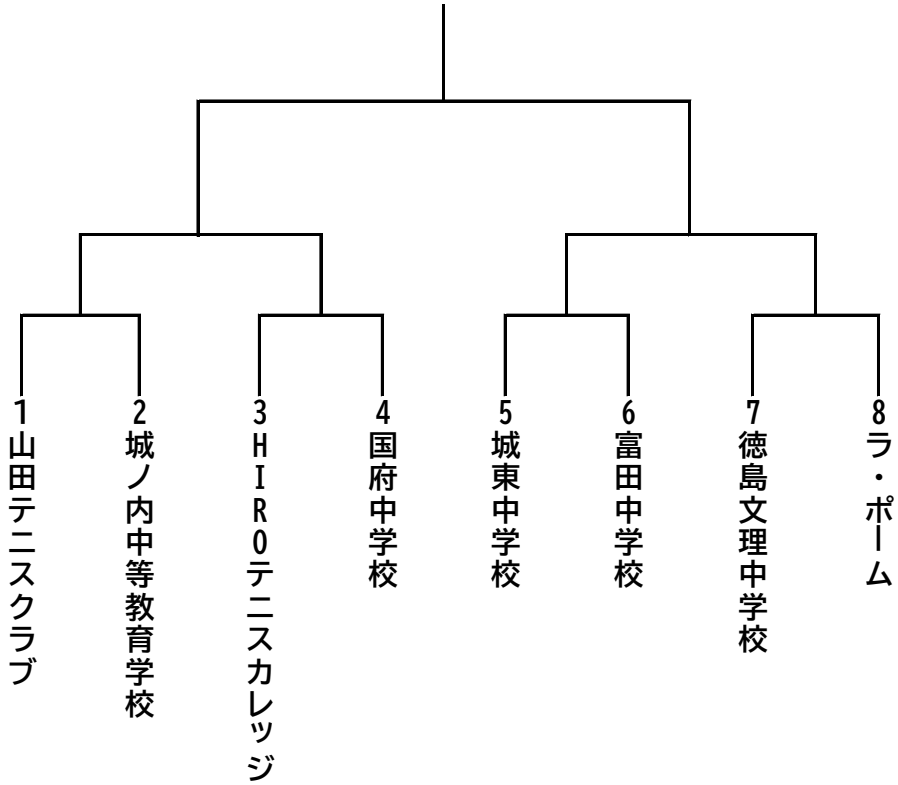 1山田テニスクラブ
2城ノ内中等教育学校
3HIROテニスカレッジ
4国府中学校
5城東中学校
6富田中学校
7徳島文理中学校
8ラ・ポーム